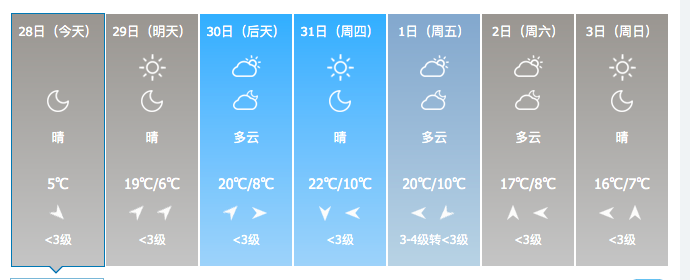 28日（今天）
29日（明天）
30日（后天）
31日（周四）
1日（周五）
2日（周六）
3日（周日）
晴
晴
多云
晴
多云
多云
晴
5℃
19℃/6℃
20℃/8℃
22℃/10℃
20℃/10℃
17℃/8℃
16℃/7℃
<3级
<3级
<3级
<3级
3-4级转<3级
<3级
<3级